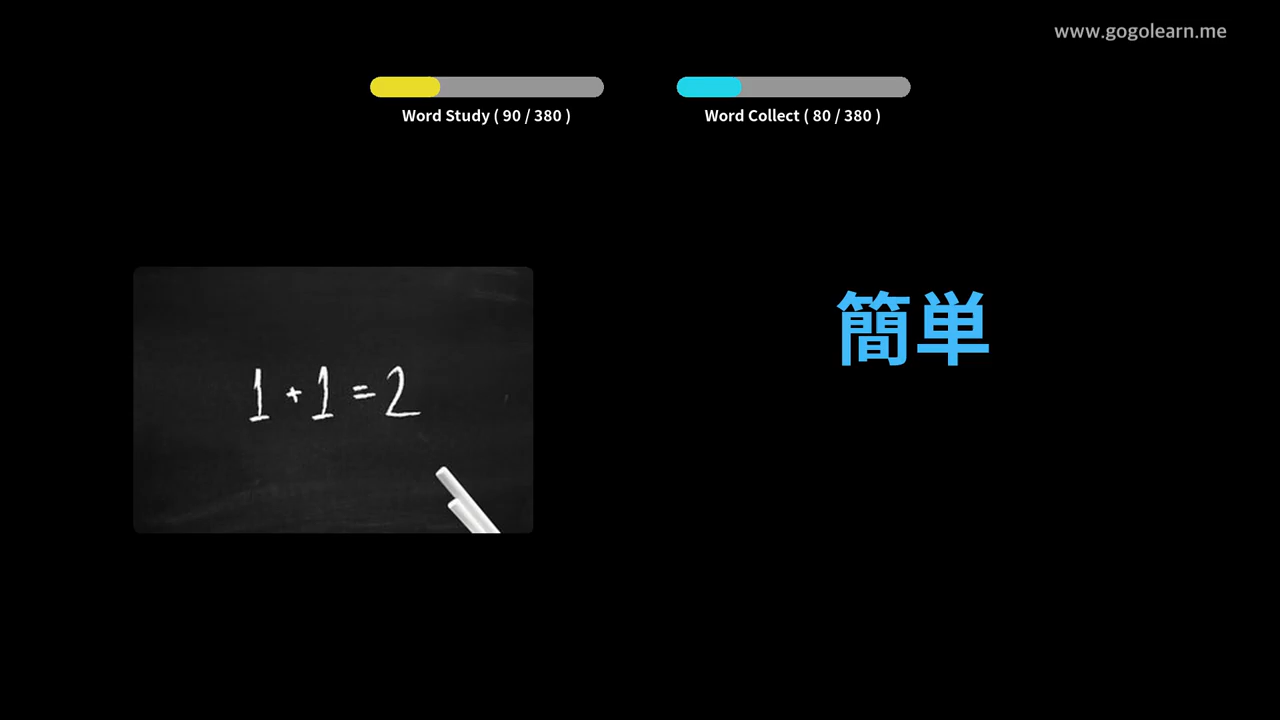 www.gogolearn.me
Word Study ( 90 / 380 )
Word Collect ( 80 / 380 )
1 + 1 = 2
簡単